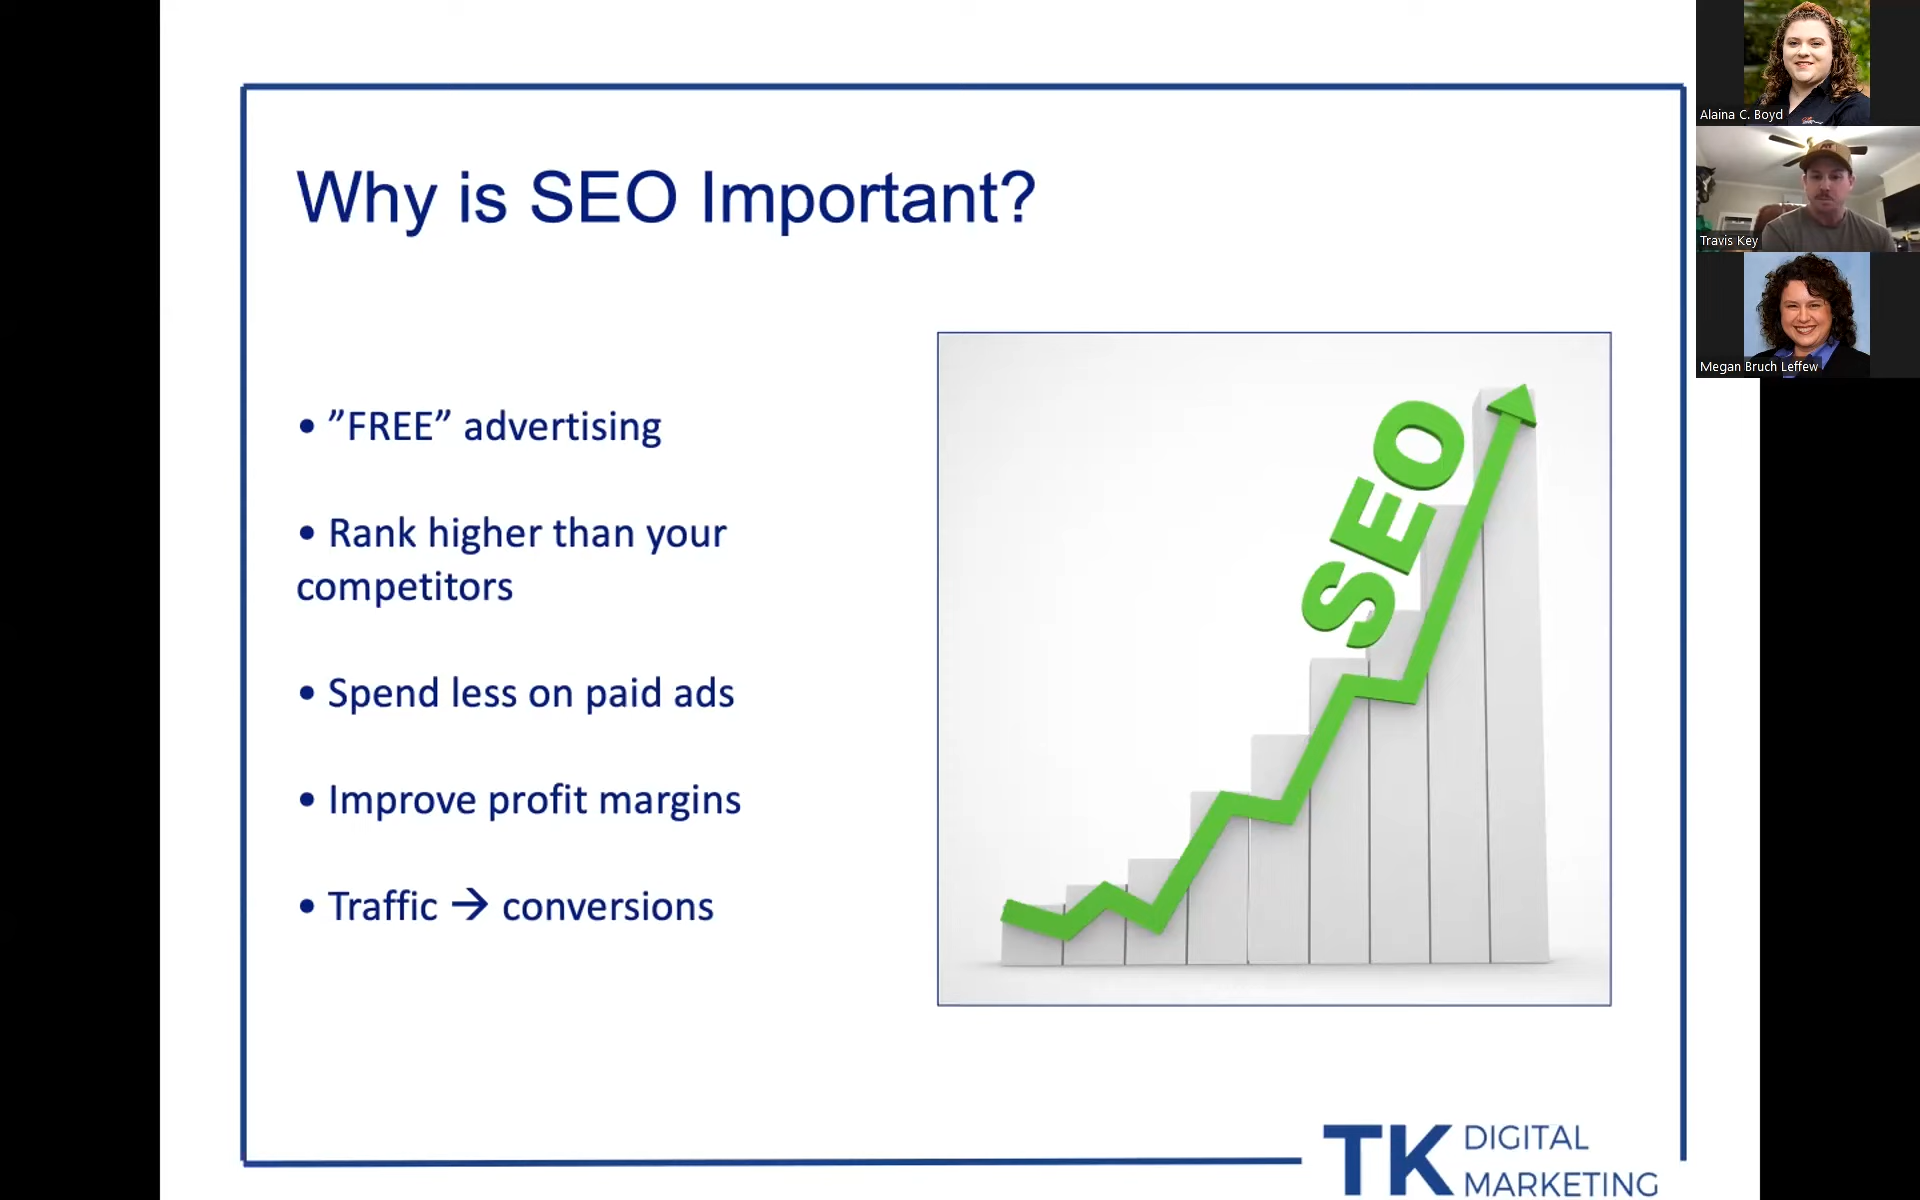 Why is SEO Important?
• ”FREE” advertising
• Rank higher than your
competitors
• Spend less on paid ads
• Improve profit margins
• Traffic → conversions
SEO
TK DIGITAL
MARKETING
Alaina C. Boyd
Travis Key
Megan Bruch Leffew